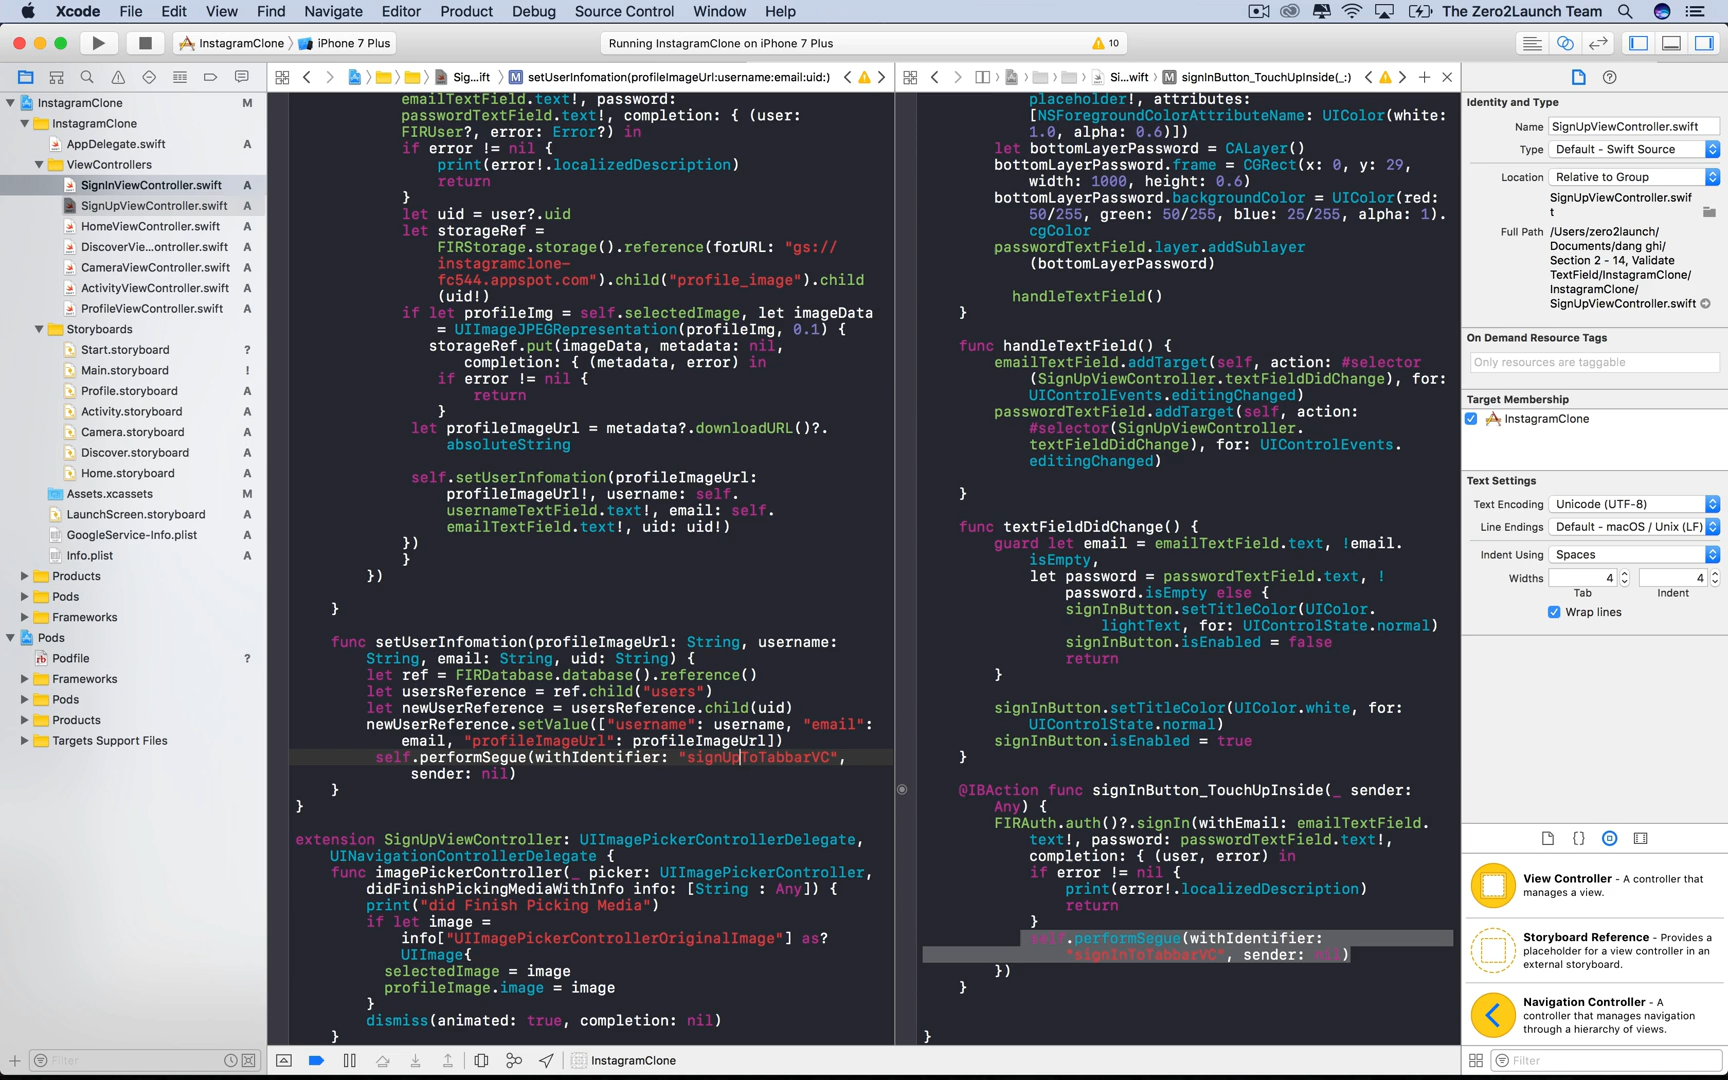 Xcode File Edit View Find Navigate Editor Product Debug Source Control Window Help The Zero2Launch Team
InstagramClone iPhone 7 Plus Running InstagramClone on iPhone 7 Plus 10
Sig...ift setUserInfomation(profileImageUrl:username:email:uid:) Si...wift signInButton_TouchUpInside(_:)
InstagramClone M
InstagramClone
AppDelegate.swift A
ViewControllers
SignInViewController.swift A
SignUpViewController.swift A
HomeViewController.swift A
DiscoverVie...ontroller.swift A
CameraViewController.swift A
ActivityViewController.swift A
ProfileViewController.swift A
Storyboards
Start.storyboard ?
Main.storyboard !
Profile.storyboard A
Activity.storyboard A
Camera.storyboard A
Discover.storyboard A
Home.storyboard A
Assets.xcassets M
LaunchScreen.storyboard A
GoogleService-Info.plist A
Info.plist A
Products
Pods
Frameworks
Pods
Podfile ?
Frameworks
Pods
Products
Targets Support Files
Filter
emailTextField.text!, password:
passwordTextField.text!, completion: { (user:
FIRUser?, error: Error?) in
if error != nil {
print(error!.localizedDescription)
return
}
let uid = user?.uid
let storageRef =
FIRStorage.storage().reference(forURL: "gs://
instagramclone-
fc544.appspot.com").child("profile_image").child
(uid!)
if let profileImg = self.selectedImage, let imageData
= UIImageJPEGRepresentation(profileImg, 0.1) {
storageRef.put(imageData, metadata: nil,
completion: { (metadata, error) in
if error != nil {
return
}
let profileImageUrl = metadata?.downloadURL()?.
absoluteString
self.setUserInfomation(profileImageUrl:
profileImageUrl!, username: self.
usernameTextField.text!, email: self.
emailTextField.text!, uid: uid!)
})
}
})
}
func setUserInfomation(profileImageUrl: String, username:
String, email: String, uid: String) {
let ref = FIRDatabase.database().reference()
let usersReference = ref.child("users")
let newUserReference = usersReference.child(uid)
newUserReference.setValue(["username": username, "email":
email, "profileImageUrl": profileImageUrl])
self.performSegue(withIdentifier: "signUpToTabbarVC",
sender: nil)
}
}
extension SignUpViewController: UIImagePickerControllerDelegate,
UINavigationControllerDelegate {
func imagePickerController(_ picker: UIImagePickerController,
didFinishPickingMediaWithInfo info: [String : Any]) {
print("did Finish Picking Media")
if let image =
info["UIImagePickerControllerOriginalImage"] as?
UIImage{
selectedImage = image
profileImage.image = image
}
dismiss(animated: true, completion: nil)
}
InstagramClone
placeholder!, attributes:
[NSForegroundColorAttributeName: UIColor(white:
1.0, alpha: 0.6)])
let bottomLayerPassword = CALayer()
bottomLayerPassword.frame = CGRect(x: 0, y: 29,
width: 1000, height: 0.6)
bottomLayerPassword.backgroundColor = UIColor(red:
50/255, green: 50/255, blue: 25/255, alpha: 1).
cgColor
passwordTextField.layer.addSublayer
(bottomLayerPassword)
handleTextField()
}
func handleTextField() {
emailTextField.addTarget(self, action: #selector
(SignUpViewController.textFieldDidChange), for:
UIControlEvents.editingChanged)
passwordTextField.addTarget(self, action:
#selector(SignUpViewController.
textFieldDidChange), for: UIControlEvents.
editingChanged)
}
func textFieldDidChange() {
guard let email = emailTextField.text, !email.
isEmpty,
let password = passwordTextField.text, !
password.isEmpty else {
signInButton.setTitleColor(UIColor.
lightText, for: UIControlState.normal)
signInButton.isEnabled = false
return
}
signInButton.setTitleColor(UIColor.white, for:
UIControlState.normal)
signInButton.isEnabled = true
}
@IBAction func signInButton_TouchUpInside(_ sender:
Any) {
FIRAuth.auth()?.signIn(withEmail: emailTextField.
text!, password: passwordTextField.text!,
completion: { (user, error) in
if error != nil {
print(error!.localizedDescription)
return
}
self.performSegue(withIdentifier:
"signInToTabbarVC", sender: nil)
})
}
}
Identity and Type
Name SignUpViewController.swift
Type Default - Swift Source
Location Relative to Group
SignUpViewController.swif
t
Full Path /Users/zero2launch/
Documents/dang ghi/
Section 2 - 14, Validate
TextField/InstagramClone/
InstagramClone/
SignUpViewController.swift
On Demand Resource Tags
Only resources are taggable
Target Membership
InstagramClone
Text Settings
Text Encoding Unicode (UTF-8)
Line Endings Default - macOS / Unix (LF)
Indent Using Spaces
Widths 4 4
Tab Indent
Wrap lines
{}
View Controller - A controller that
manages a view.
Storyboard Reference - Provides a
placeholder for a view controller in an
external storyboard.
Navigation Controller - A
controller that manages navigation
through a hierarchy of views.
Filter